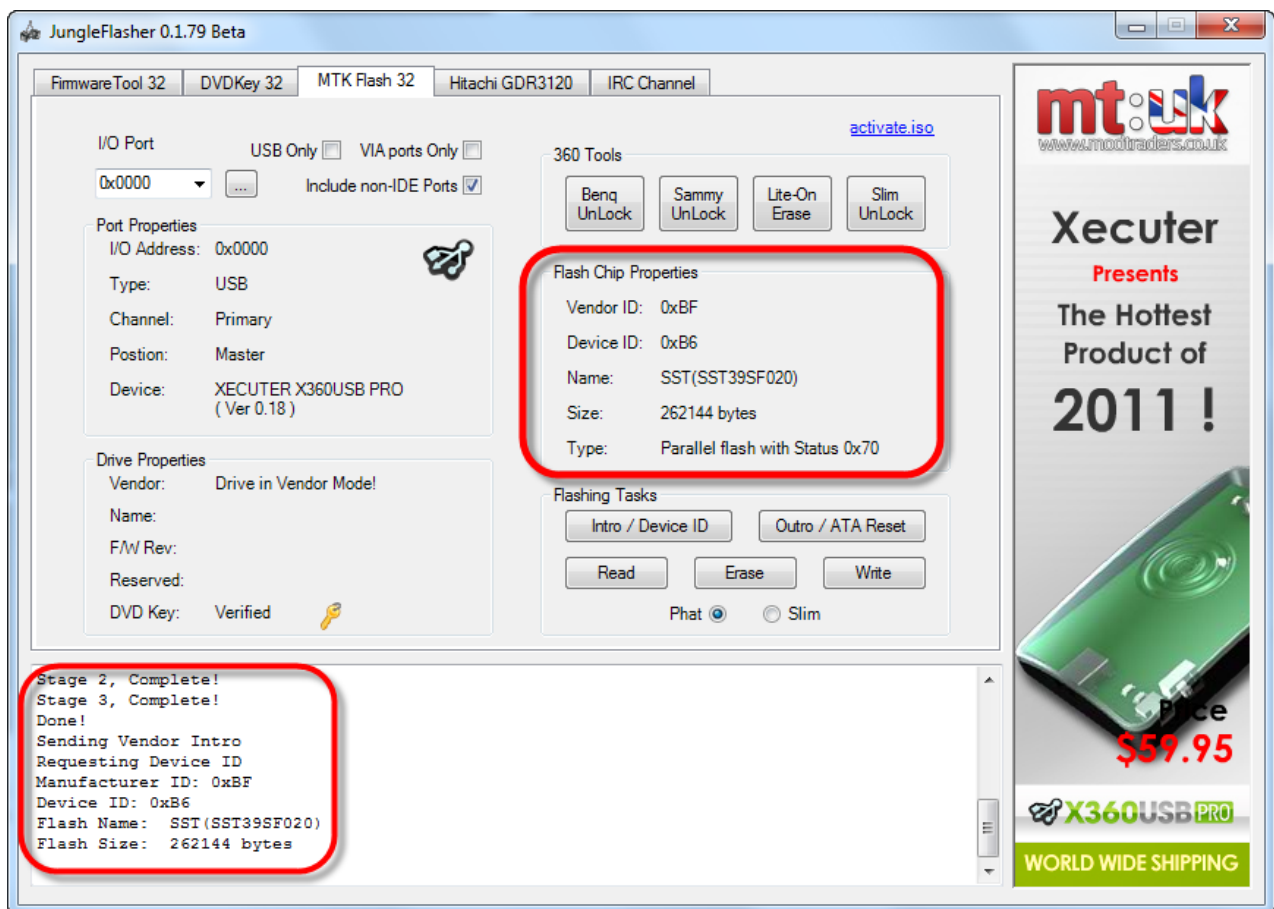 JungleFlasher 0.1.79 Beta
FirmwareTool 32
DVDKey 32
MTK Flash 32
Hitachi GDR3120
IRC Channel
activate.iso
I/O Port
USB Only
VIA ports Only
0x0000
...
Include non-IDE Ports
Port Properties
I/O Address: 0x0000
Type: USB
Channel: Primary
Postion: Master
Device: XECUTER X360USB PRO
( Ver 0.18 )
Drive Properties
Vendor: Drive in Vendor Mode!
Name:
F/W Rev:
Reserved:
DVD Key: Verified
360 Tools
Benq
UnLock
Sammy
UnLock
Lite-On
Erase
Slim
UnLock
Flash Chip Properties
Vendor ID: 0xBF
Device ID: 0xB6
Name: SST(SST39SF020)
Size: 262144 bytes
Type: Parallel flash with Status 0x70
Flashing Tasks
Intro / Device ID
Outro / ATA Reset
Read
Erase
Write
Phat
Slim
Stage 2, Complete!
Stage 3, Complete!
Done!
Sending Vendor Intro
Requesting Device ID
Manufacturer ID: 0xBF
Device ID: 0xB6
Flash Name: SST(SST39SF020)
Flash Size: 262144 bytes
mt:uk
www.modtraders.co.uk
Xecuter
Presents
The Hottest
Product of
2011 !
Price
$59.95
X360USB PRO
WORLD WIDE SHIPPING